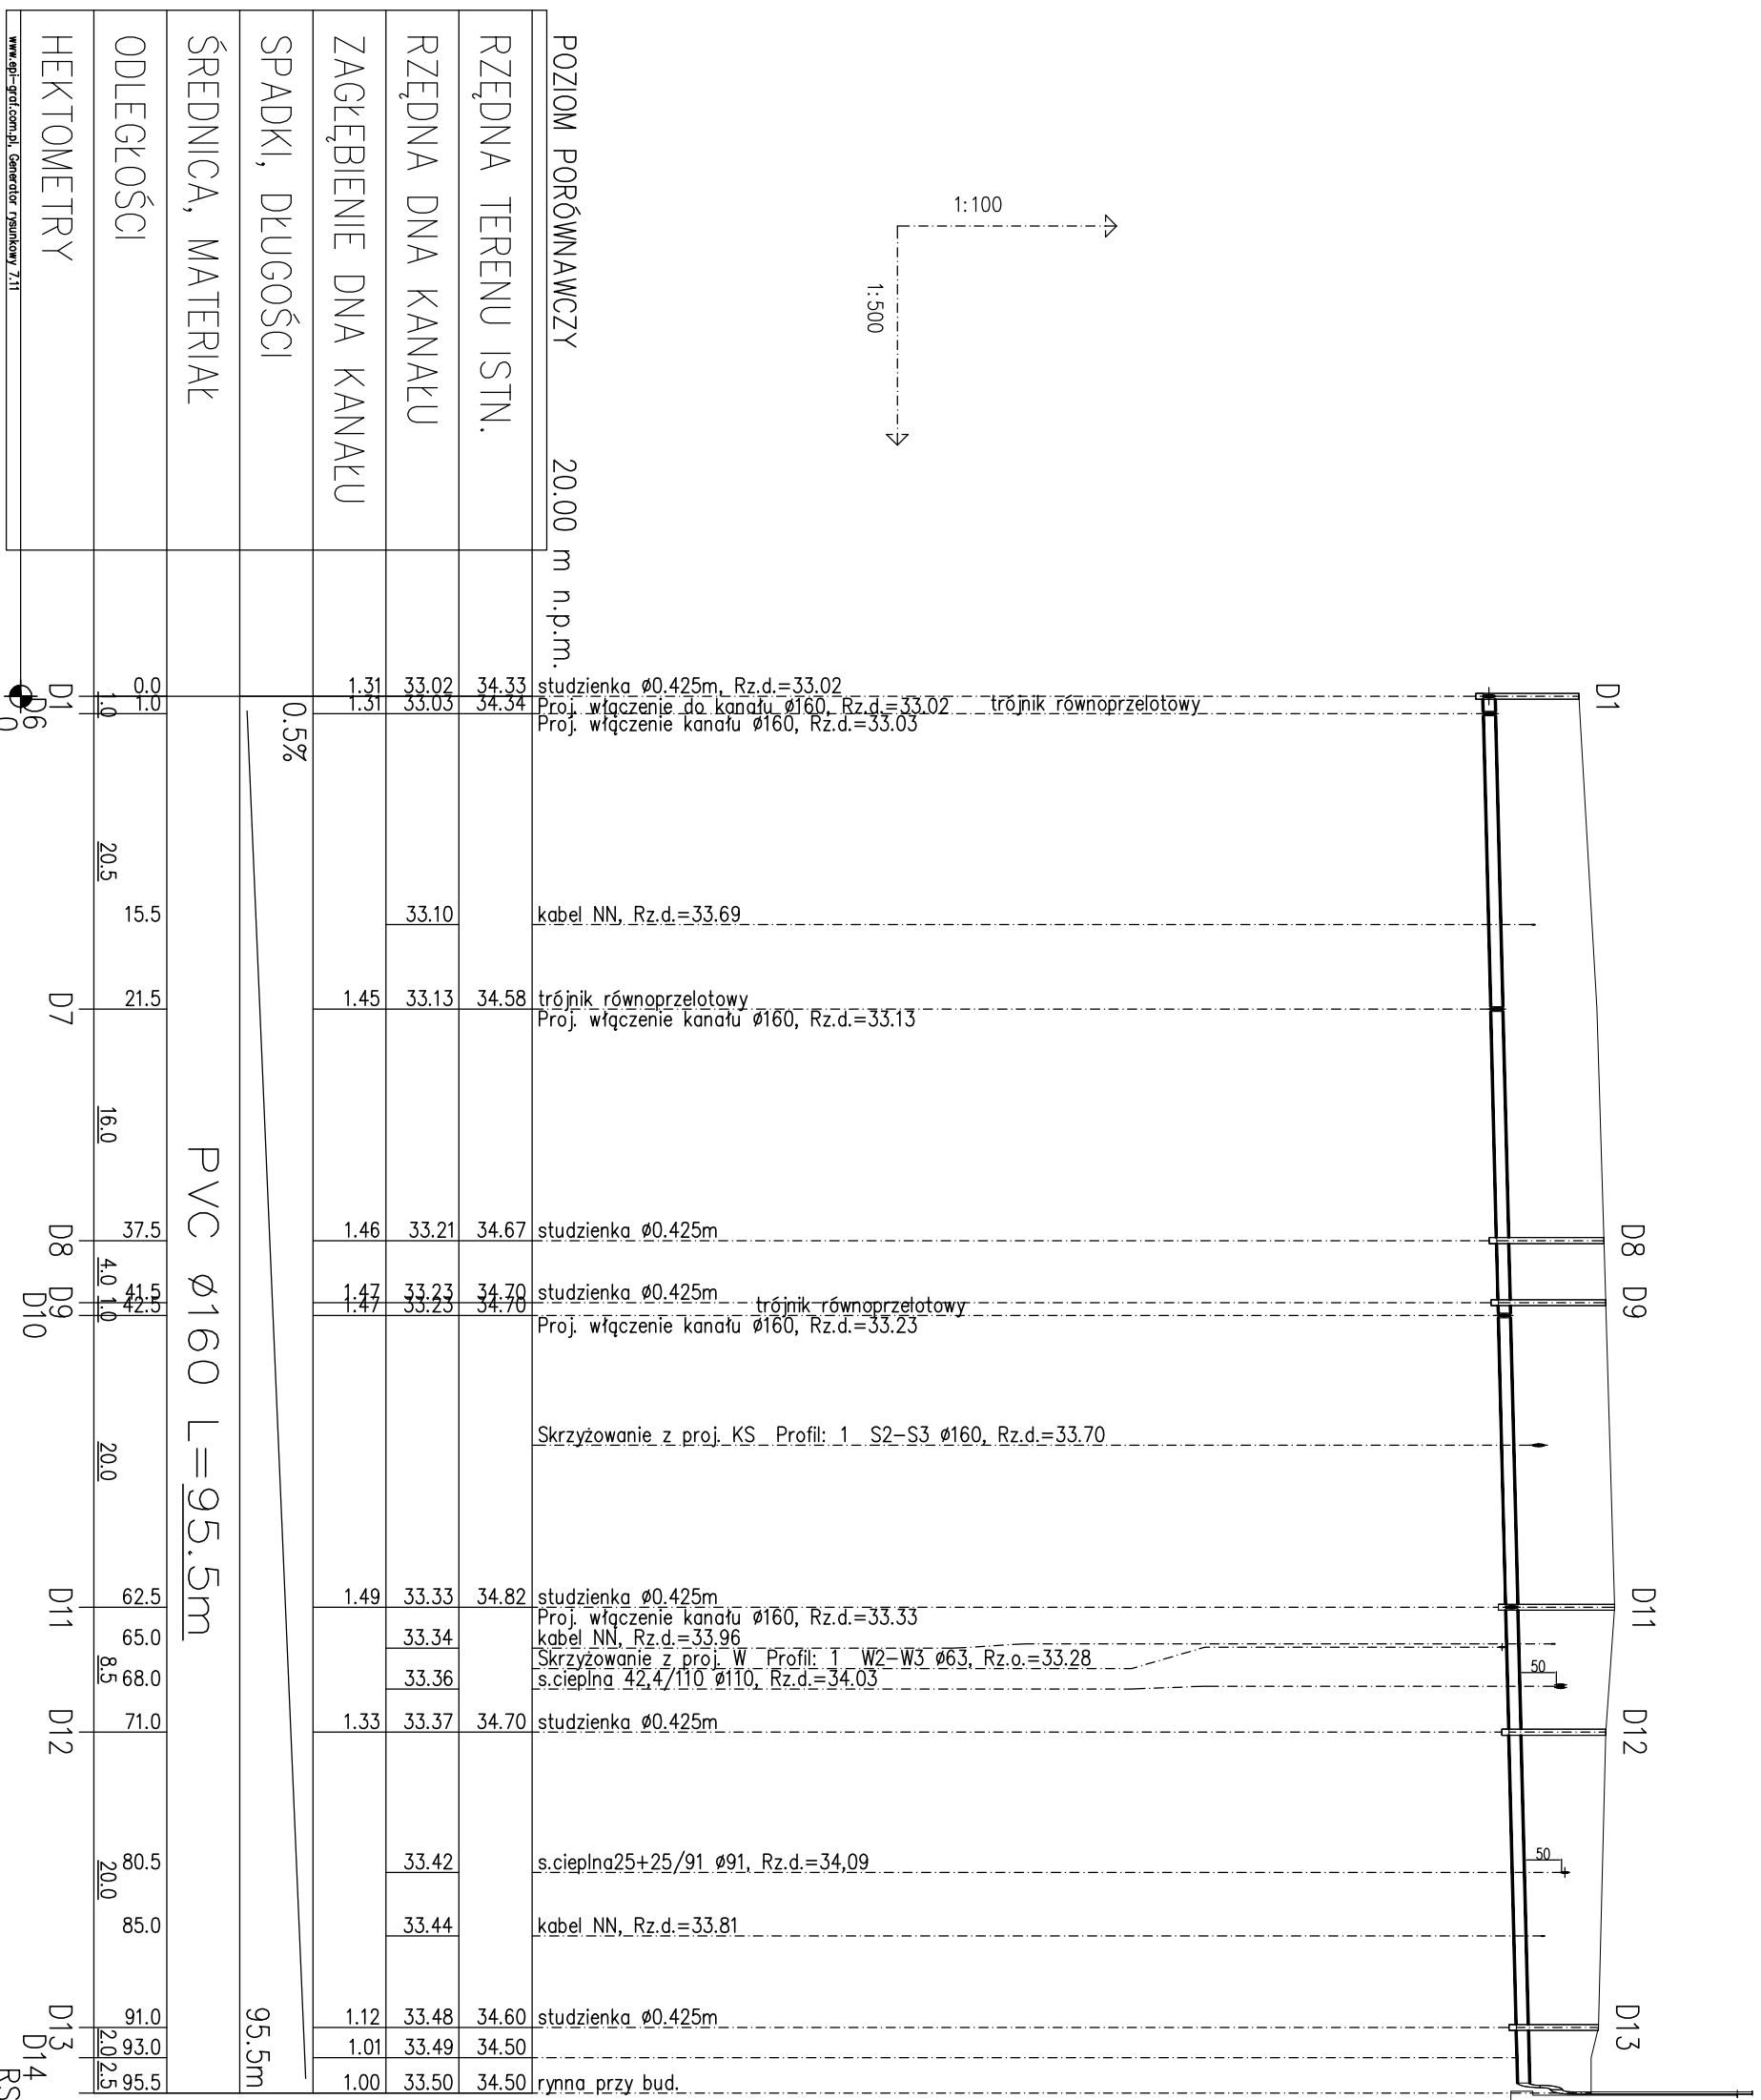 1:100
1:500
D1
D8
D9
D11
D12
D13
50
50
POZIOM PORÓWNAWCZY 20.00 m n.p.m.
RZĘDNA TERENU ISTN.
RZĘDNA DNA KANAŁU
ZAGŁĘBIENIE DNA KANAŁU
SPADKI, DŁUGOŚCI
ŚREDNICA, MATERIAŁ
ODLEGŁOŚCI
HEKTOMETRY
www.epi-graf.com.pl, Generator rysunkowy 7.11
0.0 1.31 33.02 34.33 studzienka ø0.425m, Rz.d.=33.02
1.0 1.31 33.03 34.34 Proj. włączenie do kanału ø160, Rz.d.=33.02 trójnik równoprzelotowy
Proj. włączenie kanału ø160, Rz.d.=33.03
15.5 33.10 kabel NN, Rz.d.=33.69
21.5 1.45 33.13 34.58 trójnik równoprzelotowy
Proj. włączenie kanału ø160, Rz.d.=33.13
37.5 1.46 33.21 34.67 studzienka ø0.425m
41.5 1.47 33.23 34.70 studzienka ø0.425m
42.5 1.47 33.23 34.70 trójnik równoprzelotowy
Proj. włączenie kanału ø160, Rz.d.=33.23
Skrzyżowanie z proj. KS Profil: 1 S2-S3 ø160, Rz.d.=33.70
62.5 1.49 33.33 34.82 studzienka ø0.425m
Proj. włączenie kanału ø160, Rz.d.=33.33
65.0 33.34 kabel NN, Rz.d.=33.96
Skrzyżowanie z proj. W Profil: 1 W2-W3 ø63, Rz.o.=33.28
68.0 33.36 s.cieplna 42,4/110 ø110, Rz.d.=34.03
71.0 1.33 33.37 34.70 studzienka ø0.425m
80.5 33.42 s.cieplna25+25/91 ø91, Rz.d.=34,09
85.0 33.44 kabel NN, Rz.d.=33.81
91.0 1.12 33.48 34.60 studzienka ø0.425m
93.0 1.01 33.49 34.50
95.5 1.00 33.50 34.50 rynna przy bud.
0.5%
95.5m
PVC ø160 L=95.5m
1.0
20.5
16.0
4.0
1.0
20.0
8.5
20.0
2.0
2.5
D1
D6
0
D7
D8
D9
D10
D11
D12
D13
D14